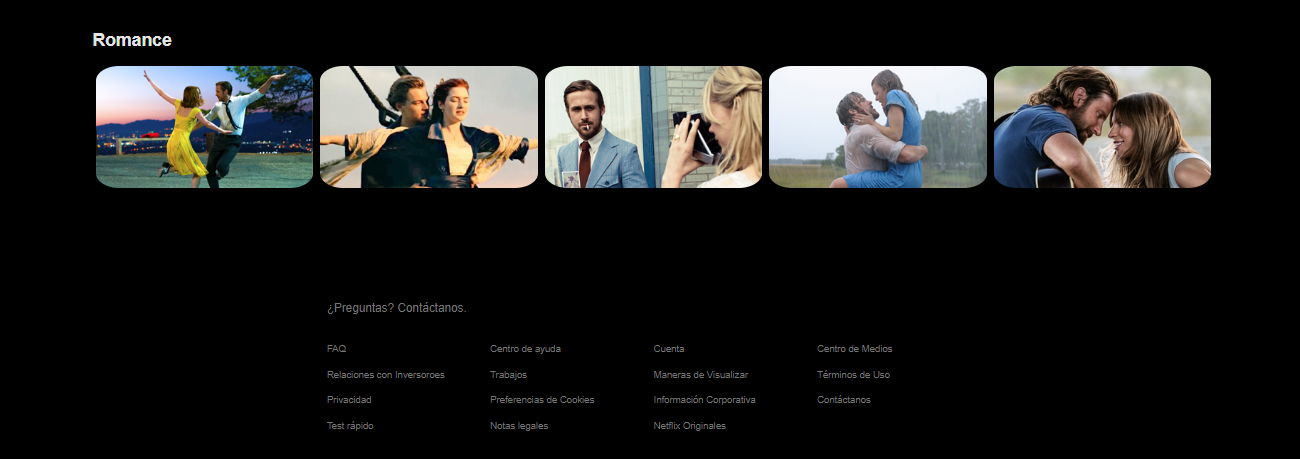 Romance
¿Preguntas? Contáctanos.
FAQ
Centro de ayuda
Cuenta
Centro de Medios
Relaciones con Inversoroes
Trabajos
Maneras de Visualizar
Términos de Uso
Privacidad
Preferencias de Cookies
Información Corporativa
Contáctanos
Test rápido
Notas legales
Netflix Originales